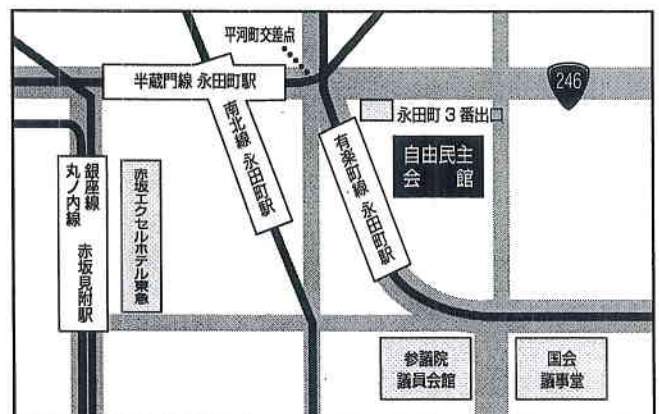 平河町交差点
半蔵門線 永田町駅
246
永田町 3 番出口
自由民主
会館
南北線 永田町駅
有楽町線 永田町駅
銀座線
丸ノ内線
赤坂見附駅
赤坂エクセルホテル東急
参議院
議員会館
国会
議事堂